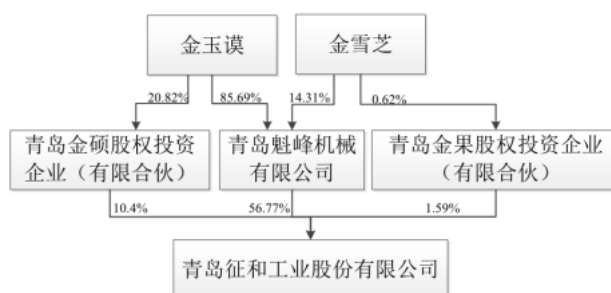 金玉谟
金雪芝
20.82%
85.69%
14.31%
0.62%
青岛金硕股权投资
企业（有限合伙）
青岛魁峰机械
有限公司
青岛金果股权投资企业
（有限合伙）
10.4%
56.77%
1.59%
青岛征和工业股份有限公司